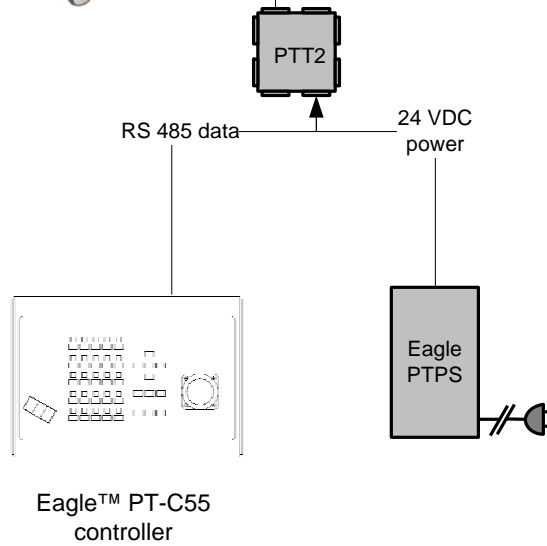 PTT2
RS 485 data
24 VDC
power
Eagle
PTPS
Eagle™ PT-C55
controller